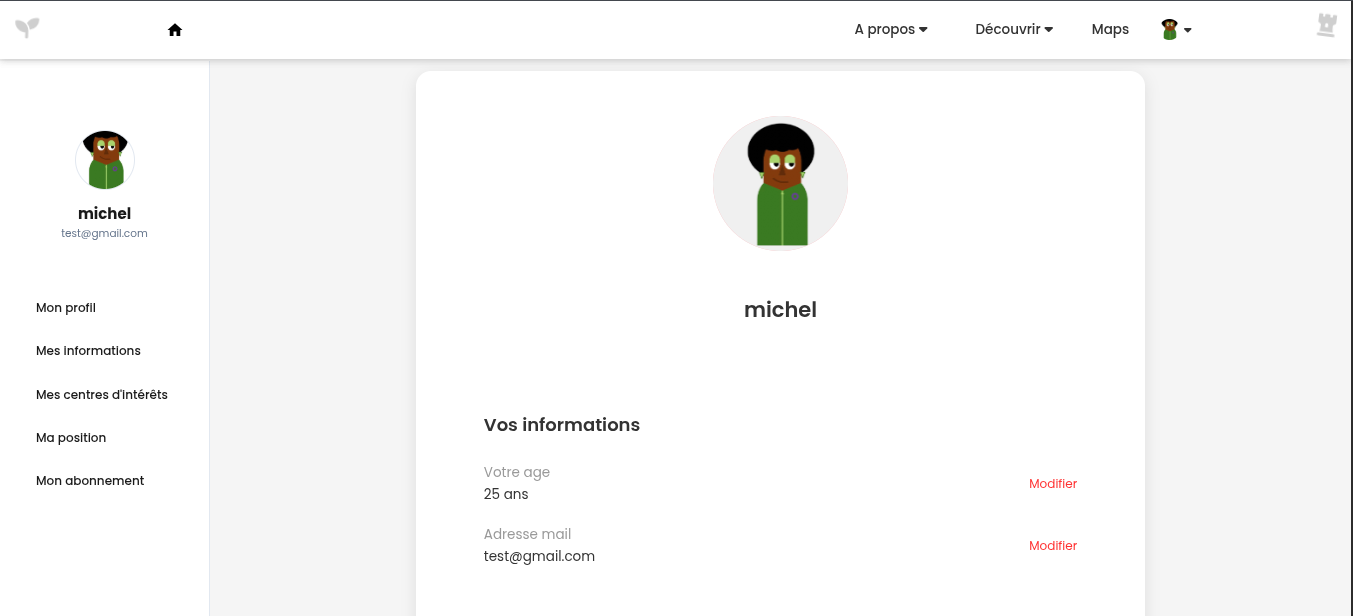 A propos
Découvrir
Maps
michel
test@gmail.com
Mon profil
Mes informations
Mes centres d'intérêts
Ma position
Mon abonnement
michel
Vos informations
Votre age
25 ans
Modifier
Adresse mail
test@gmail.com
Modifier